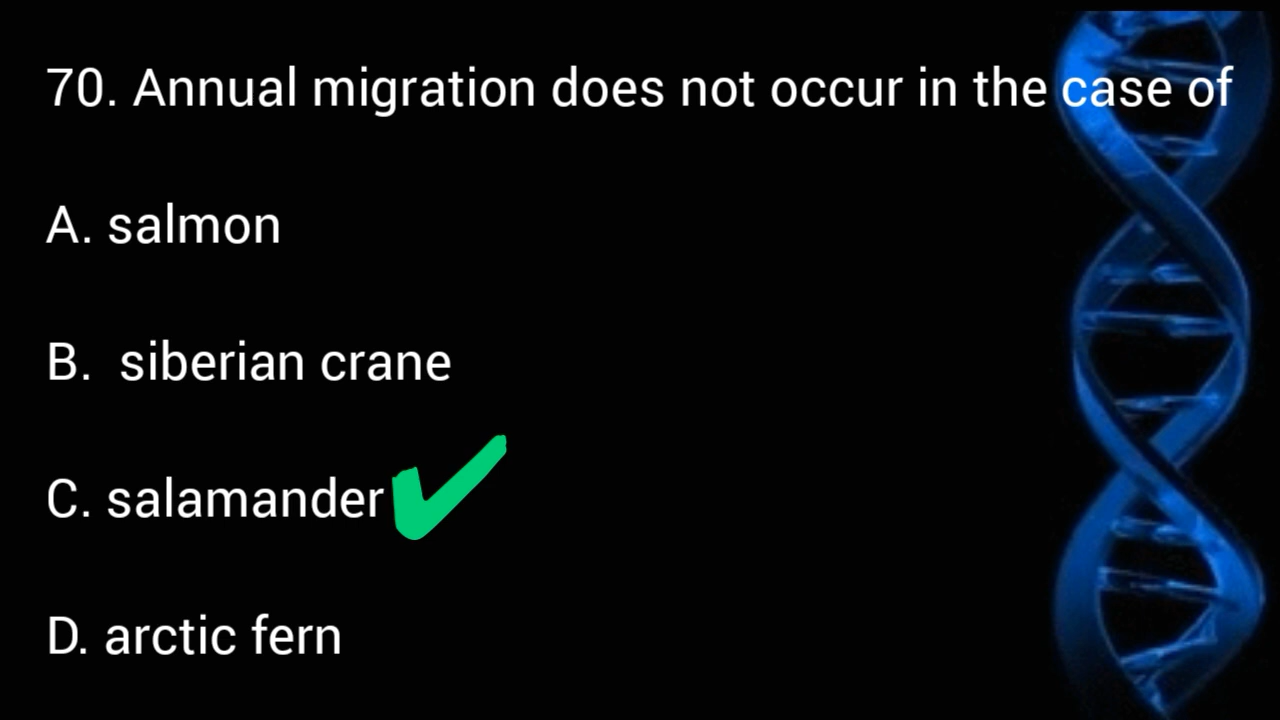 70. Annual migration does not occur in the case of
A. salmon
B. siberian crane
C. salamander
D. arctic fern